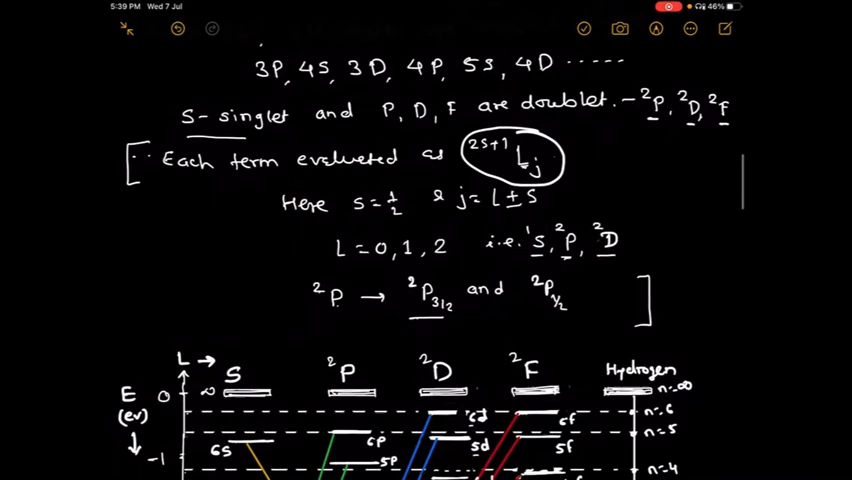 5:39 PM Wed 7 Jul
46%
3P, 4S, 3D, 4P, 5S, 4D .....
S-singlet and P, D, F are doublet. - ²P, ²D, ²F
[∵ Each term evaluated as ²ˢ⁺¹Lⱼ
Here s=1/2 & j= L ± S
L = 0, 1, 2 i.e. ¹S, ²P, ²D
²P. → ²P₃/₂ and ²P₁/₂ ]
L → S ²P ²D ²F Hydrogen
E 0 ∞ n=∞
(ev) 6d 6f n=6
6S 6P 5d 5f n=5
-1 5P n=4